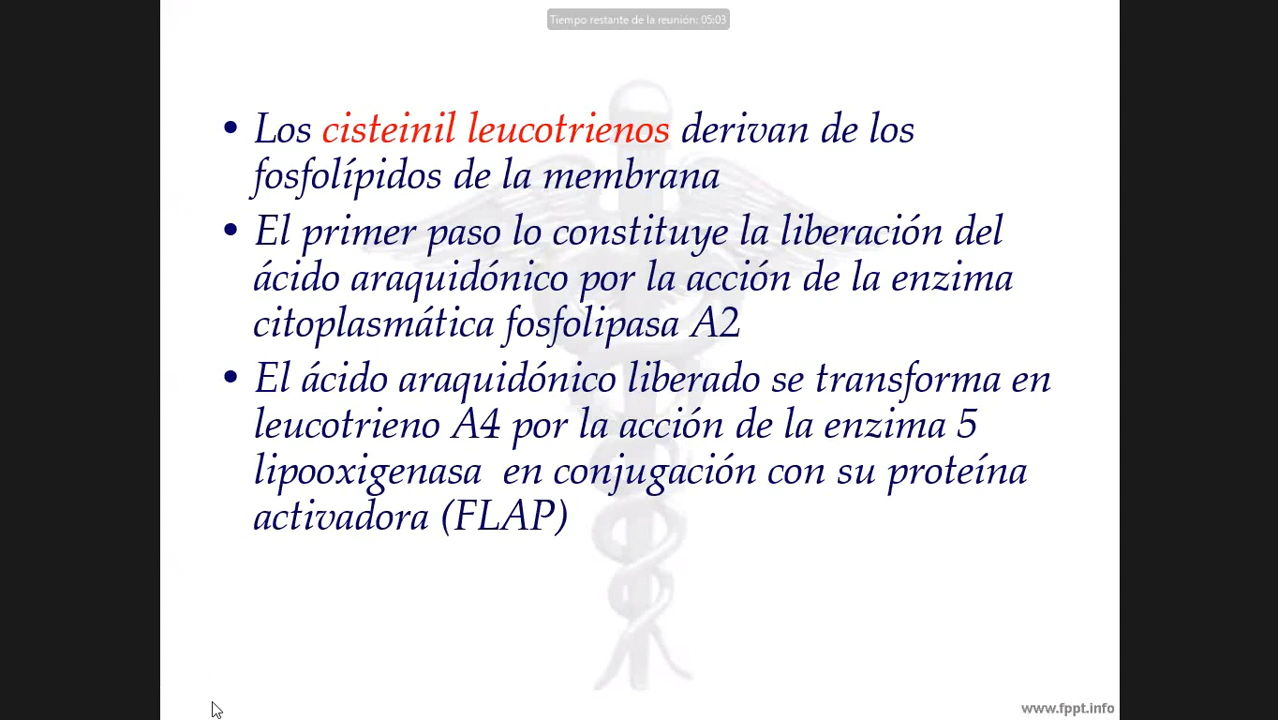 Tiempo restante de la reunión: 05:03
• Los cisteinil leucotrienos derivan de los
fosfolípidos de la membrana
• El primer paso lo constituye la liberación del
ácido araquidónico por la acción de la enzima
citoplasmática fosfolipasa A2
• El ácido araquidónico liberado se transforma en
leucotrieno A4 por la acción de la enzima 5
lipooxigenasa en conjugación con su proteína
activadora (FLAP)
www.fppt.info